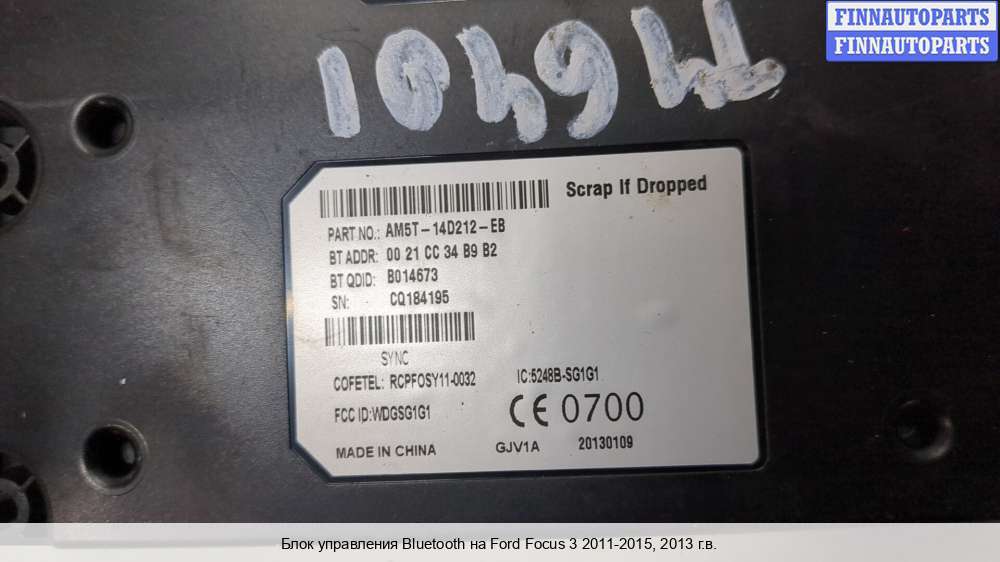 FINNAUTOPARTS
FINNAUTOPARTS
Scrap If Dropped
PART NO.: AM5T-14D212-EB
BT ADDR: 00 21 CC 34 B9 B2
BT QDID: B014673
SN: CQ184195
SYNC
COFETEL: RCPFOSY11-0032 IC:5248B-SG1G1
FCC ID:WDGSG1G1 CE 0700
MADE IN CHINA GJV1A 20130109
Блок управления Bluetooth на Ford Focus 3 2011-2015, 2013 г.в.